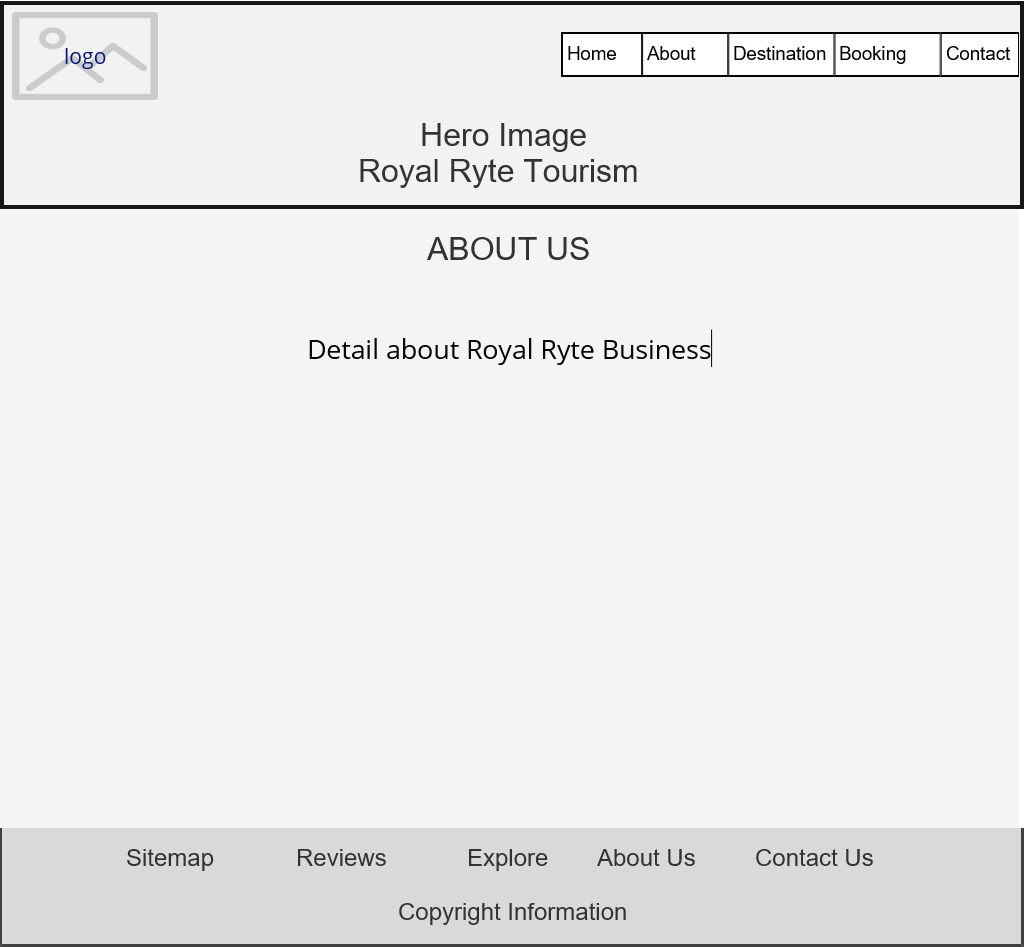 logo
Home About Destination Booking Contact
Hero Image
Royal Ryte Tourism
ABOUT US
Detail about Royal Ryte Business
Sitemap Reviews Explore About Us Contact Us
Copyright Information